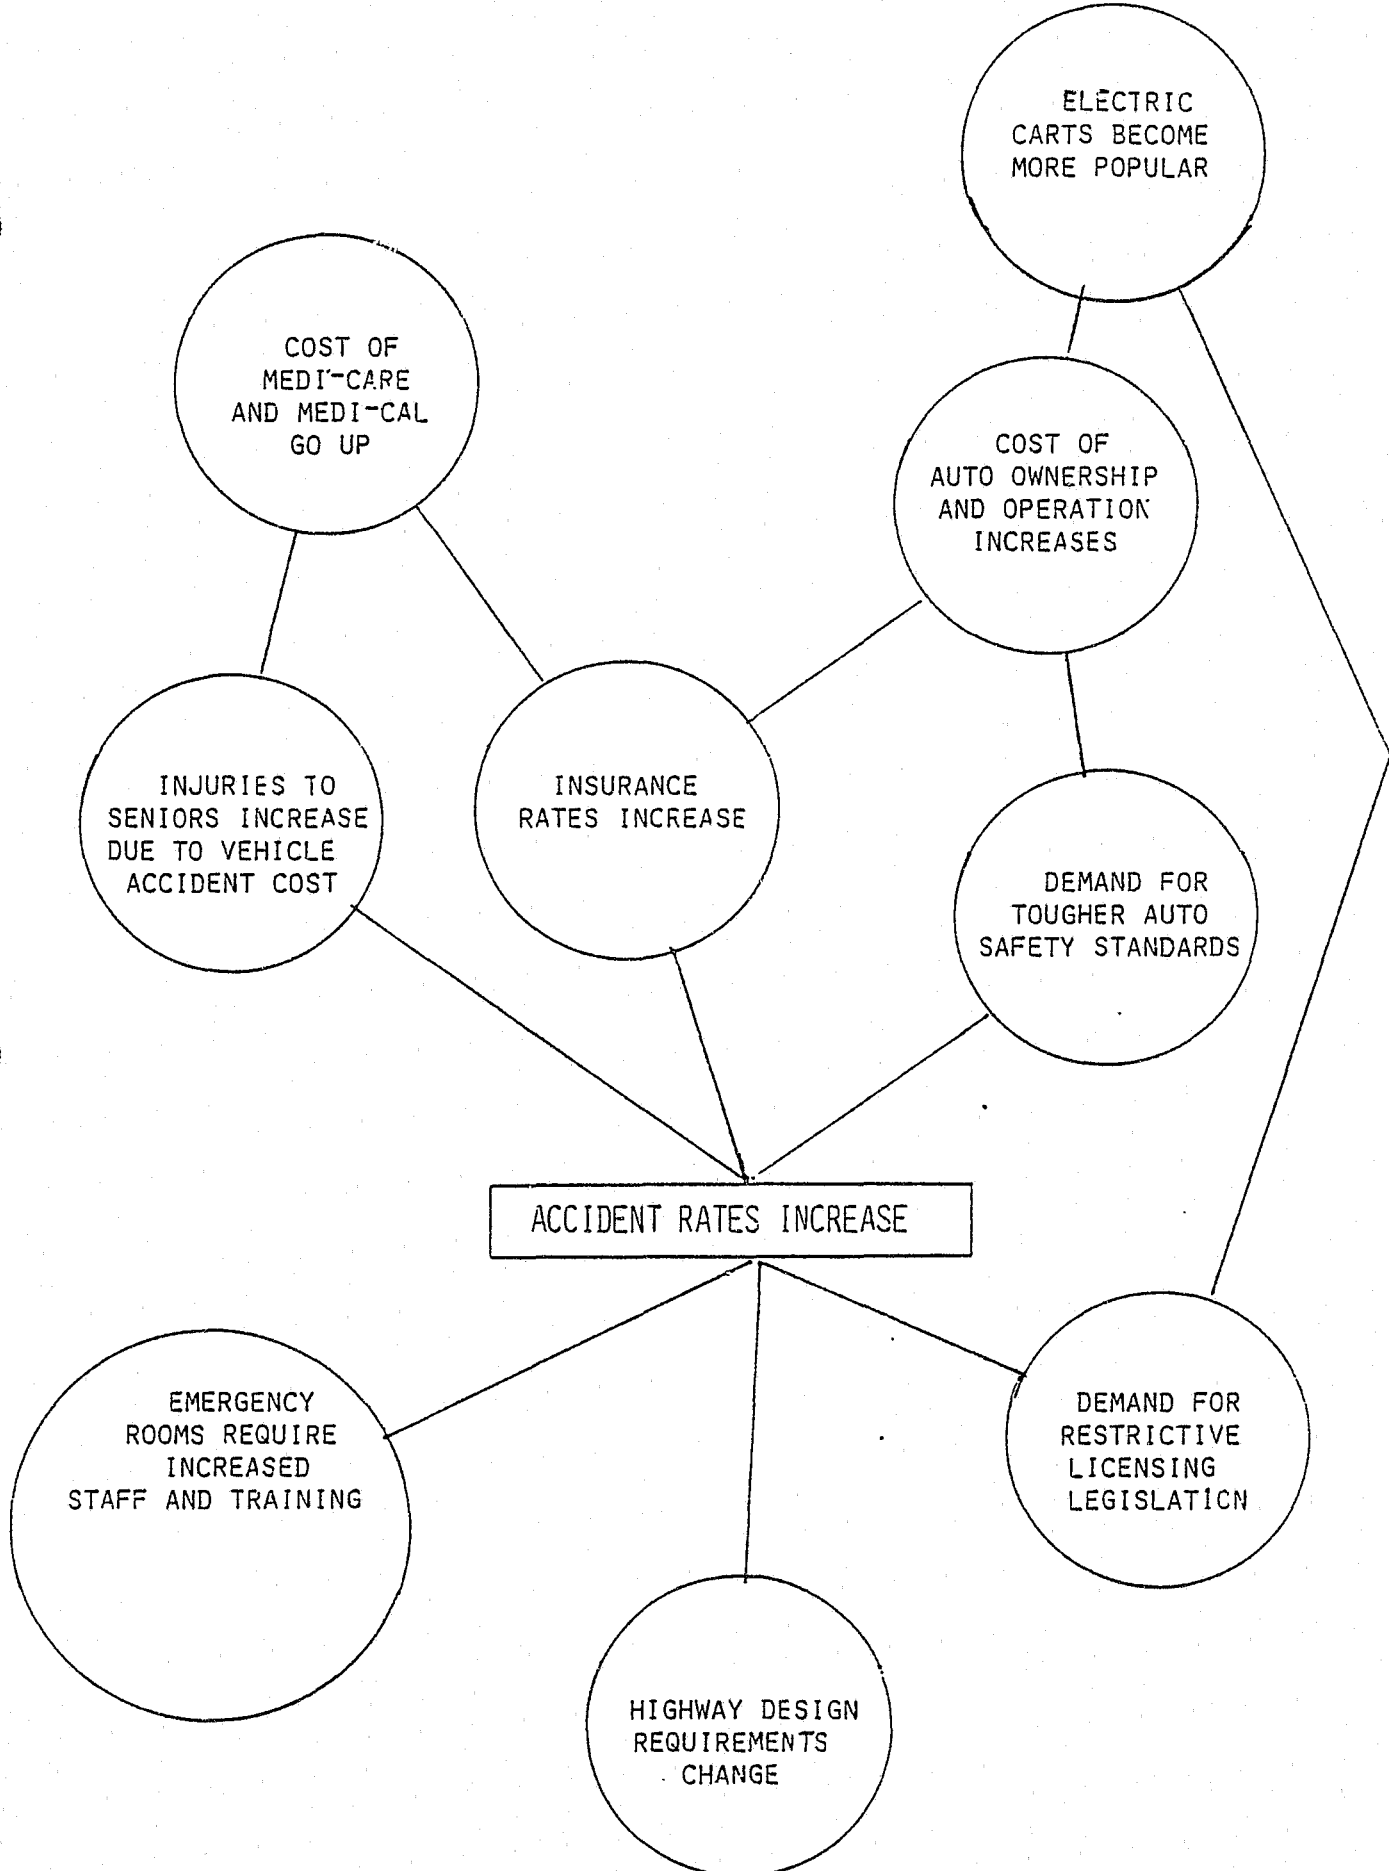 ELECTRIC
CARTS BECOME
MORE POPULAR
COST OF
MEDI-CARE
AND MEDI-CAL
GO UP
COST OF
AUTO OWNERSHIP
AND OPERATION
INCREASES
INJURIES TO
SENIORS INCREASE
DUE TO VEHICLE
ACCIDENT COST
INSURANCE
RATES INCREASE
DEMAND FOR
TOUGHER AUTO
SAFETY STANDARDS
ACCIDENT RATES INCREASE
EMERGENCY
ROOMS REQUIRE
INCREASED
STAFF AND TRAINING
DEMAND FOR
RESTRICTIVE
LICENSING
LEGISLATION
HIGHWAY DESIGN
REQUIREMENTS
CHANGE